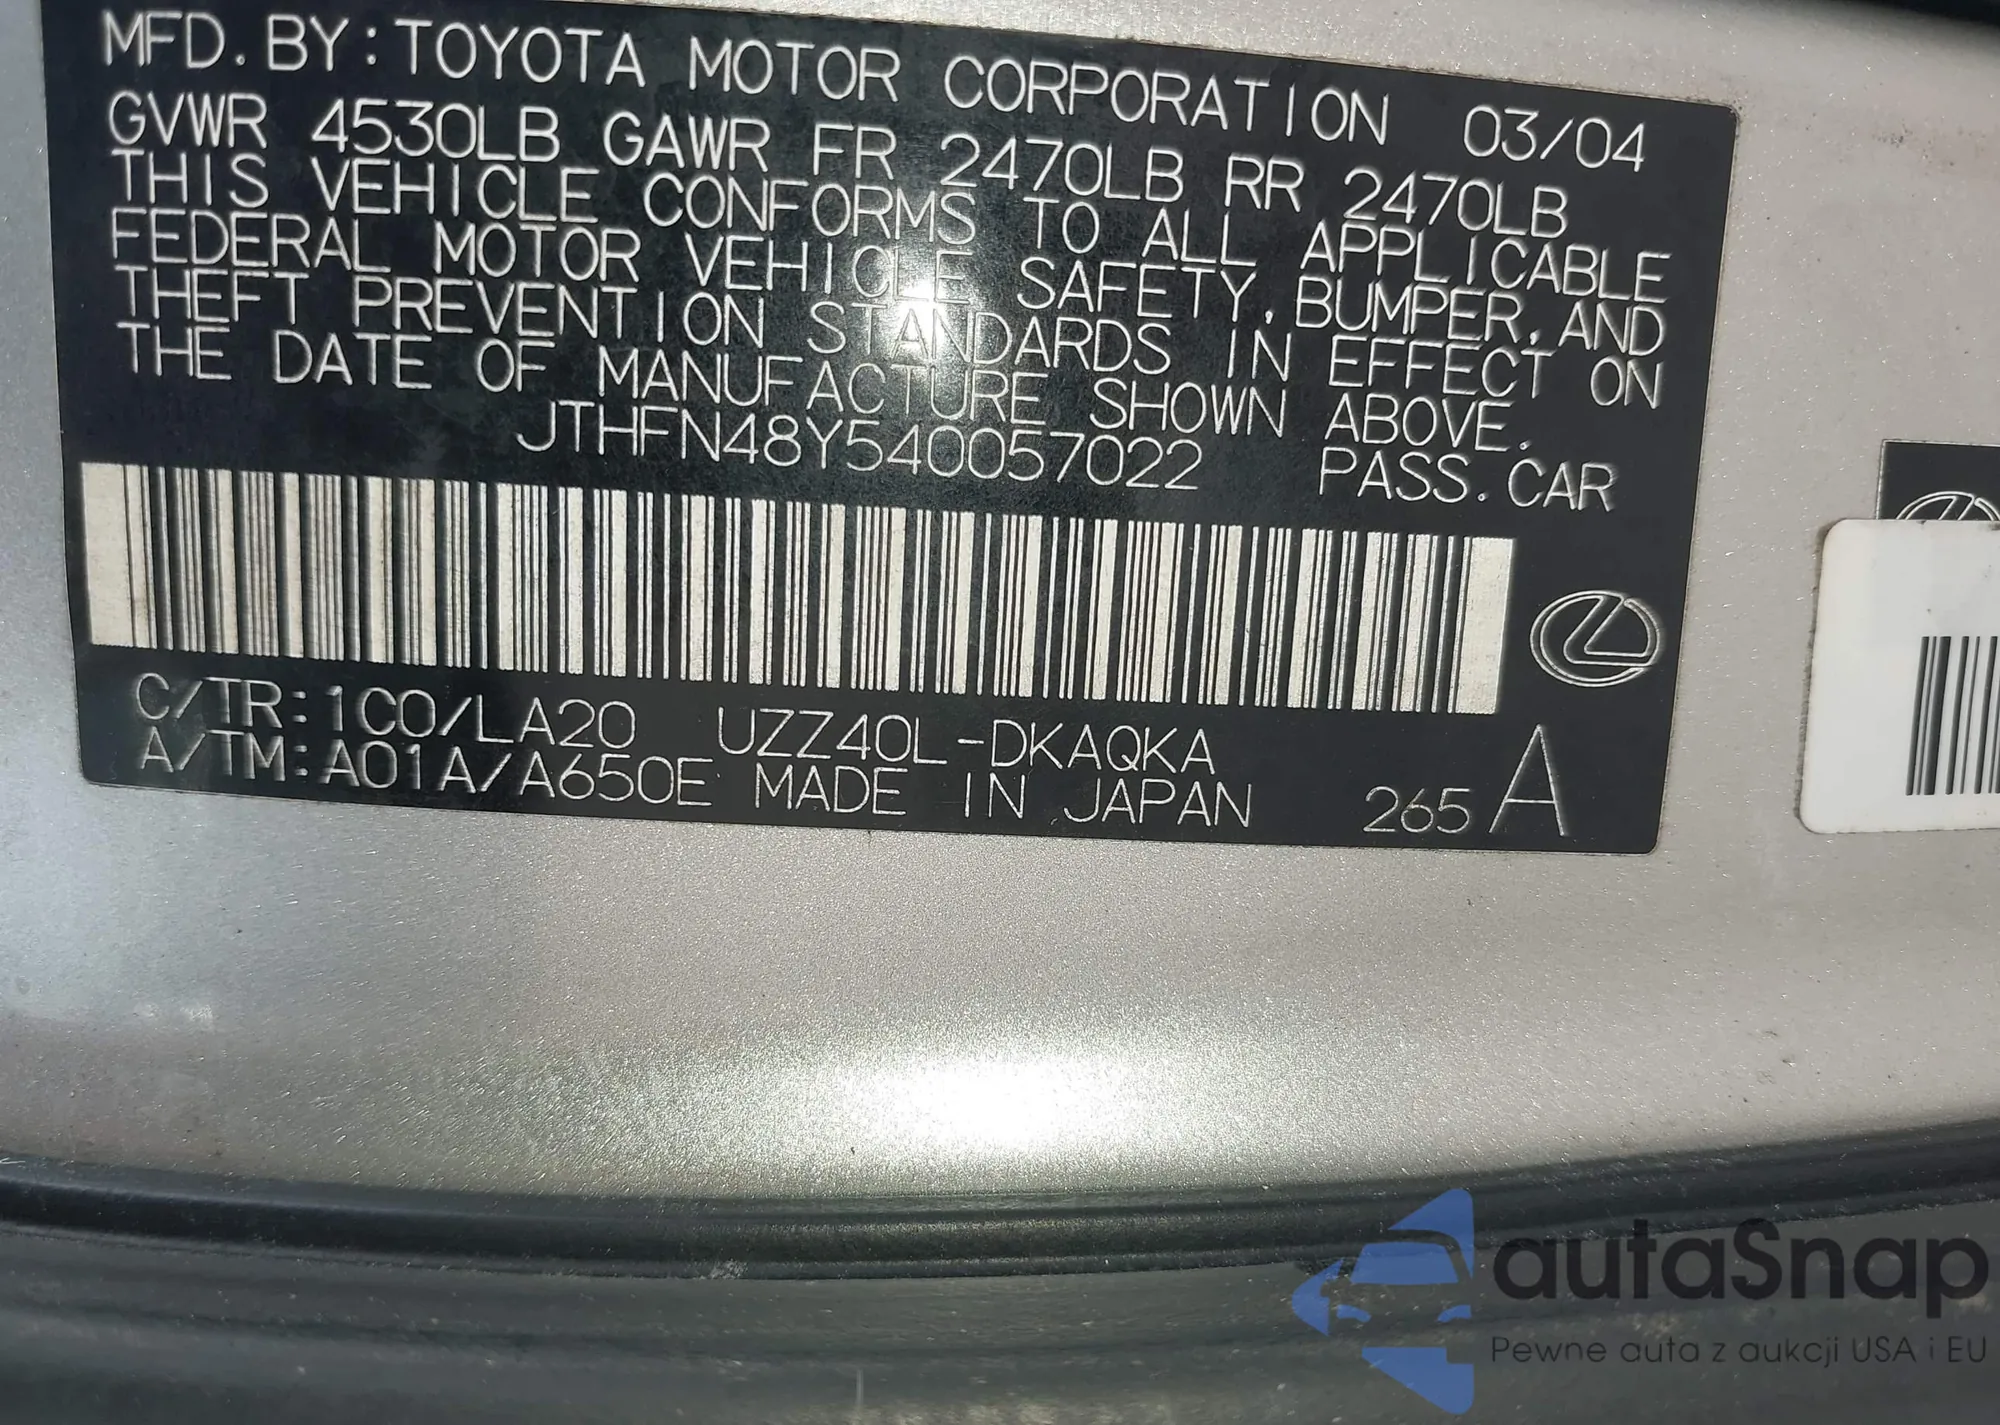 MFD. BY: TOYOTA MOTOR CORPORATION 03/04
GVWR 4530LB GAWR FR 2470LB RR 2470LB
THIS VEHICLE CONFORMS TO ALL APPLICABLE
FEDERAL MOTOR VEHICLE SAFETY, BUMPER, AND
THEFT PREVENTION STANDARDS IN EFFECT ON
THE DATE OF MANUFACTURE SHOWN ABOVE.
JTHFN48Y540057022 PASS. CAR
C/TR: 1C0/LA20 UZZ40L-DKAQKA
A/TM: A01A/A650E MADE IN JAPAN 265 A
autaSnap
Pewne auta z aukcji USA i EU